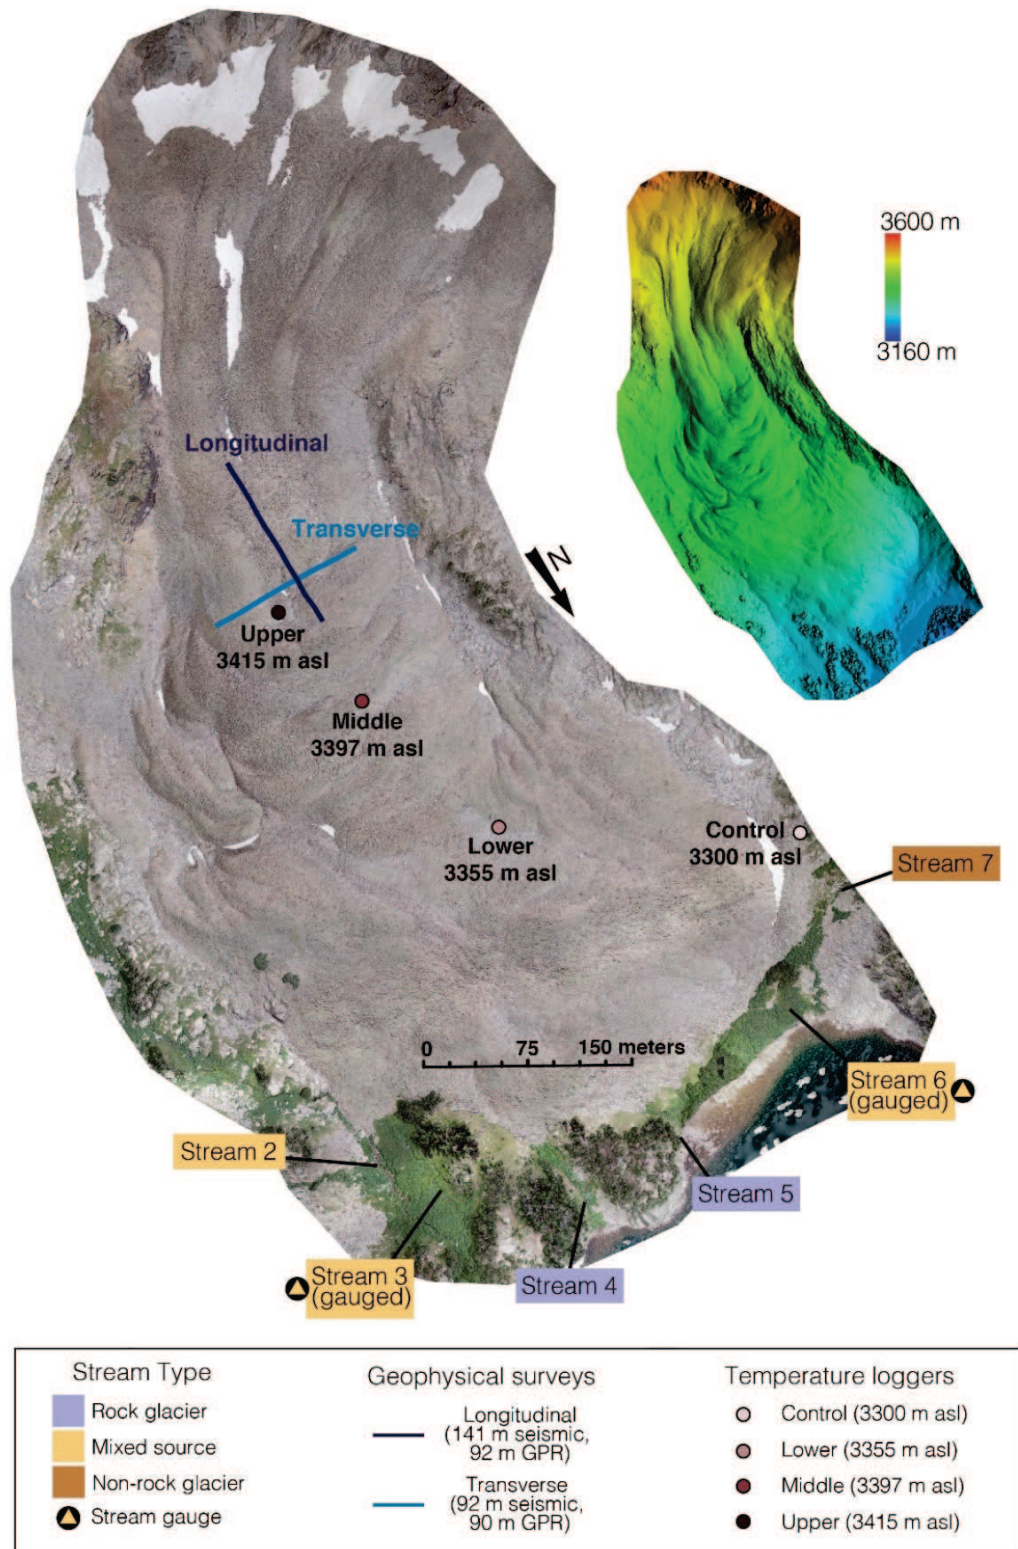 3600 m
3160 m
Longitudinal
Transverse
N
Upper
3415 m asl
Middle
3397 m asl
Lower
3355 m asl
Control
3300 m asl
Stream 7
0 75 150 meters
Stream 6
(gauged)
Stream 2
Stream 5
Stream 3
(gauged)
Stream 4
Stream Type
Rock glacier
Mixed source
Non-rock glacier
Stream gauge
Geophysical surveys
Longitudinal
(141 m seismic,
92 m GPR)
Transverse
(92 m seismic,
90 m GPR)
Temperature loggers
Control (3300 m asl)
Lower (3355 m asl)
Middle (3397 m asl)
Upper (3415 m asl)